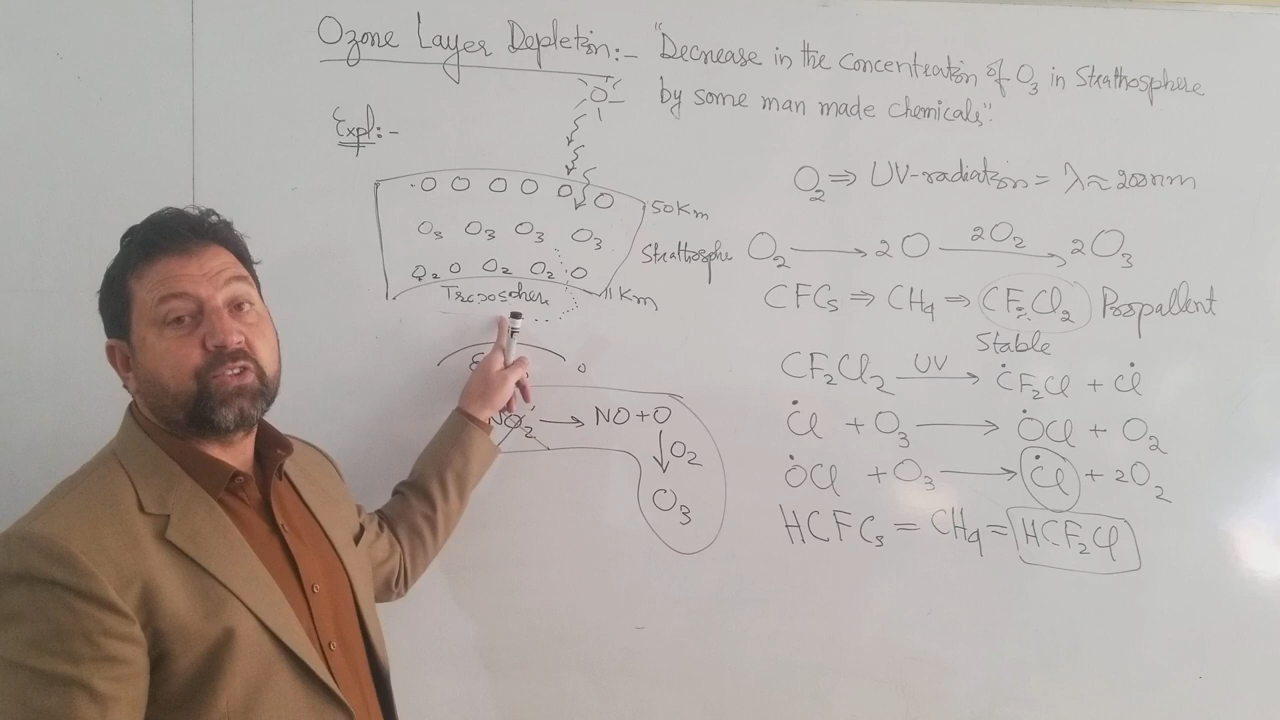 Ozone Layer Depletion:- "Decrease in the concentration of O3 in Strathosphere
by some man made chemicals".
Expl:-
O2 ⇒ UV-radiation = λ ≈ 200nm
O O O O O O
50Km
O3 O3 O3 O3
Strathosphe
O2 O O2 O2 O
11Km
Troposphere
O2 → 2O 2O2 → 2O3
CFCs ⇒ CH4 ⇒ CF2Cl2 Propallent
Stable
CF2Cl2 UV → ĊF2Cl + Ċl
NO2 → NO + O
O2
O3
Ċl + O3 → ȮCl + O2
ȮCl + O3 → Ċl + 2O2
HCFCs = CH4 = HCF2Cl